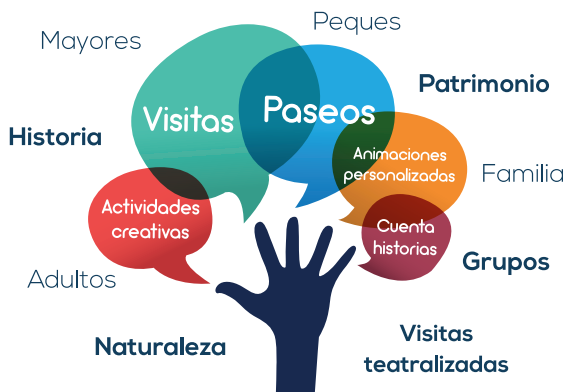 Peques
Mayores
Patrimonio
Visitas
Paseos
Historia
Animaciones
personalizadas
Familia
Actividades
creativas
Cuenta
historias
Grupos
Adultos
Naturaleza
Visitas
teatralizadas